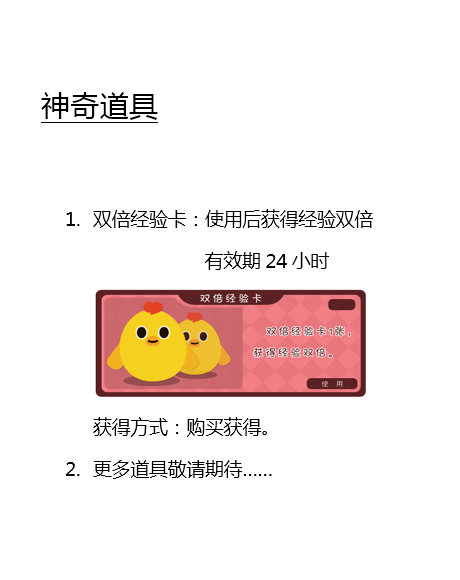 神奇道具
1. 双倍经验卡：使用后获得经验双倍
有效期 24 小时
双倍经验卡
双倍经验卡1张，
获得经验双倍。
使用
获得方式：购买获得。
2. 更多道具敬请期待……